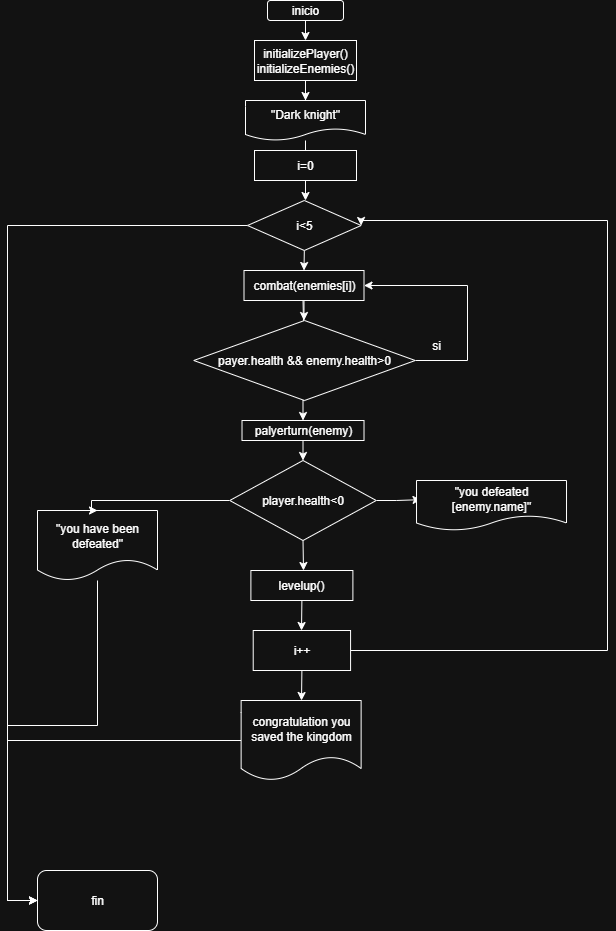 inicio
initializePlayer()
initializeEnemies()
"Dark knight"
i=0
i<5
combat(enemies[i])
si
payer.health && enemy.health>0
palyerturn(enemy)
player.health<0
"you defeated
[enemy.name]"
"you have been
defeated"
levelup()
i++
congratulation you
saved the kingdom
fin